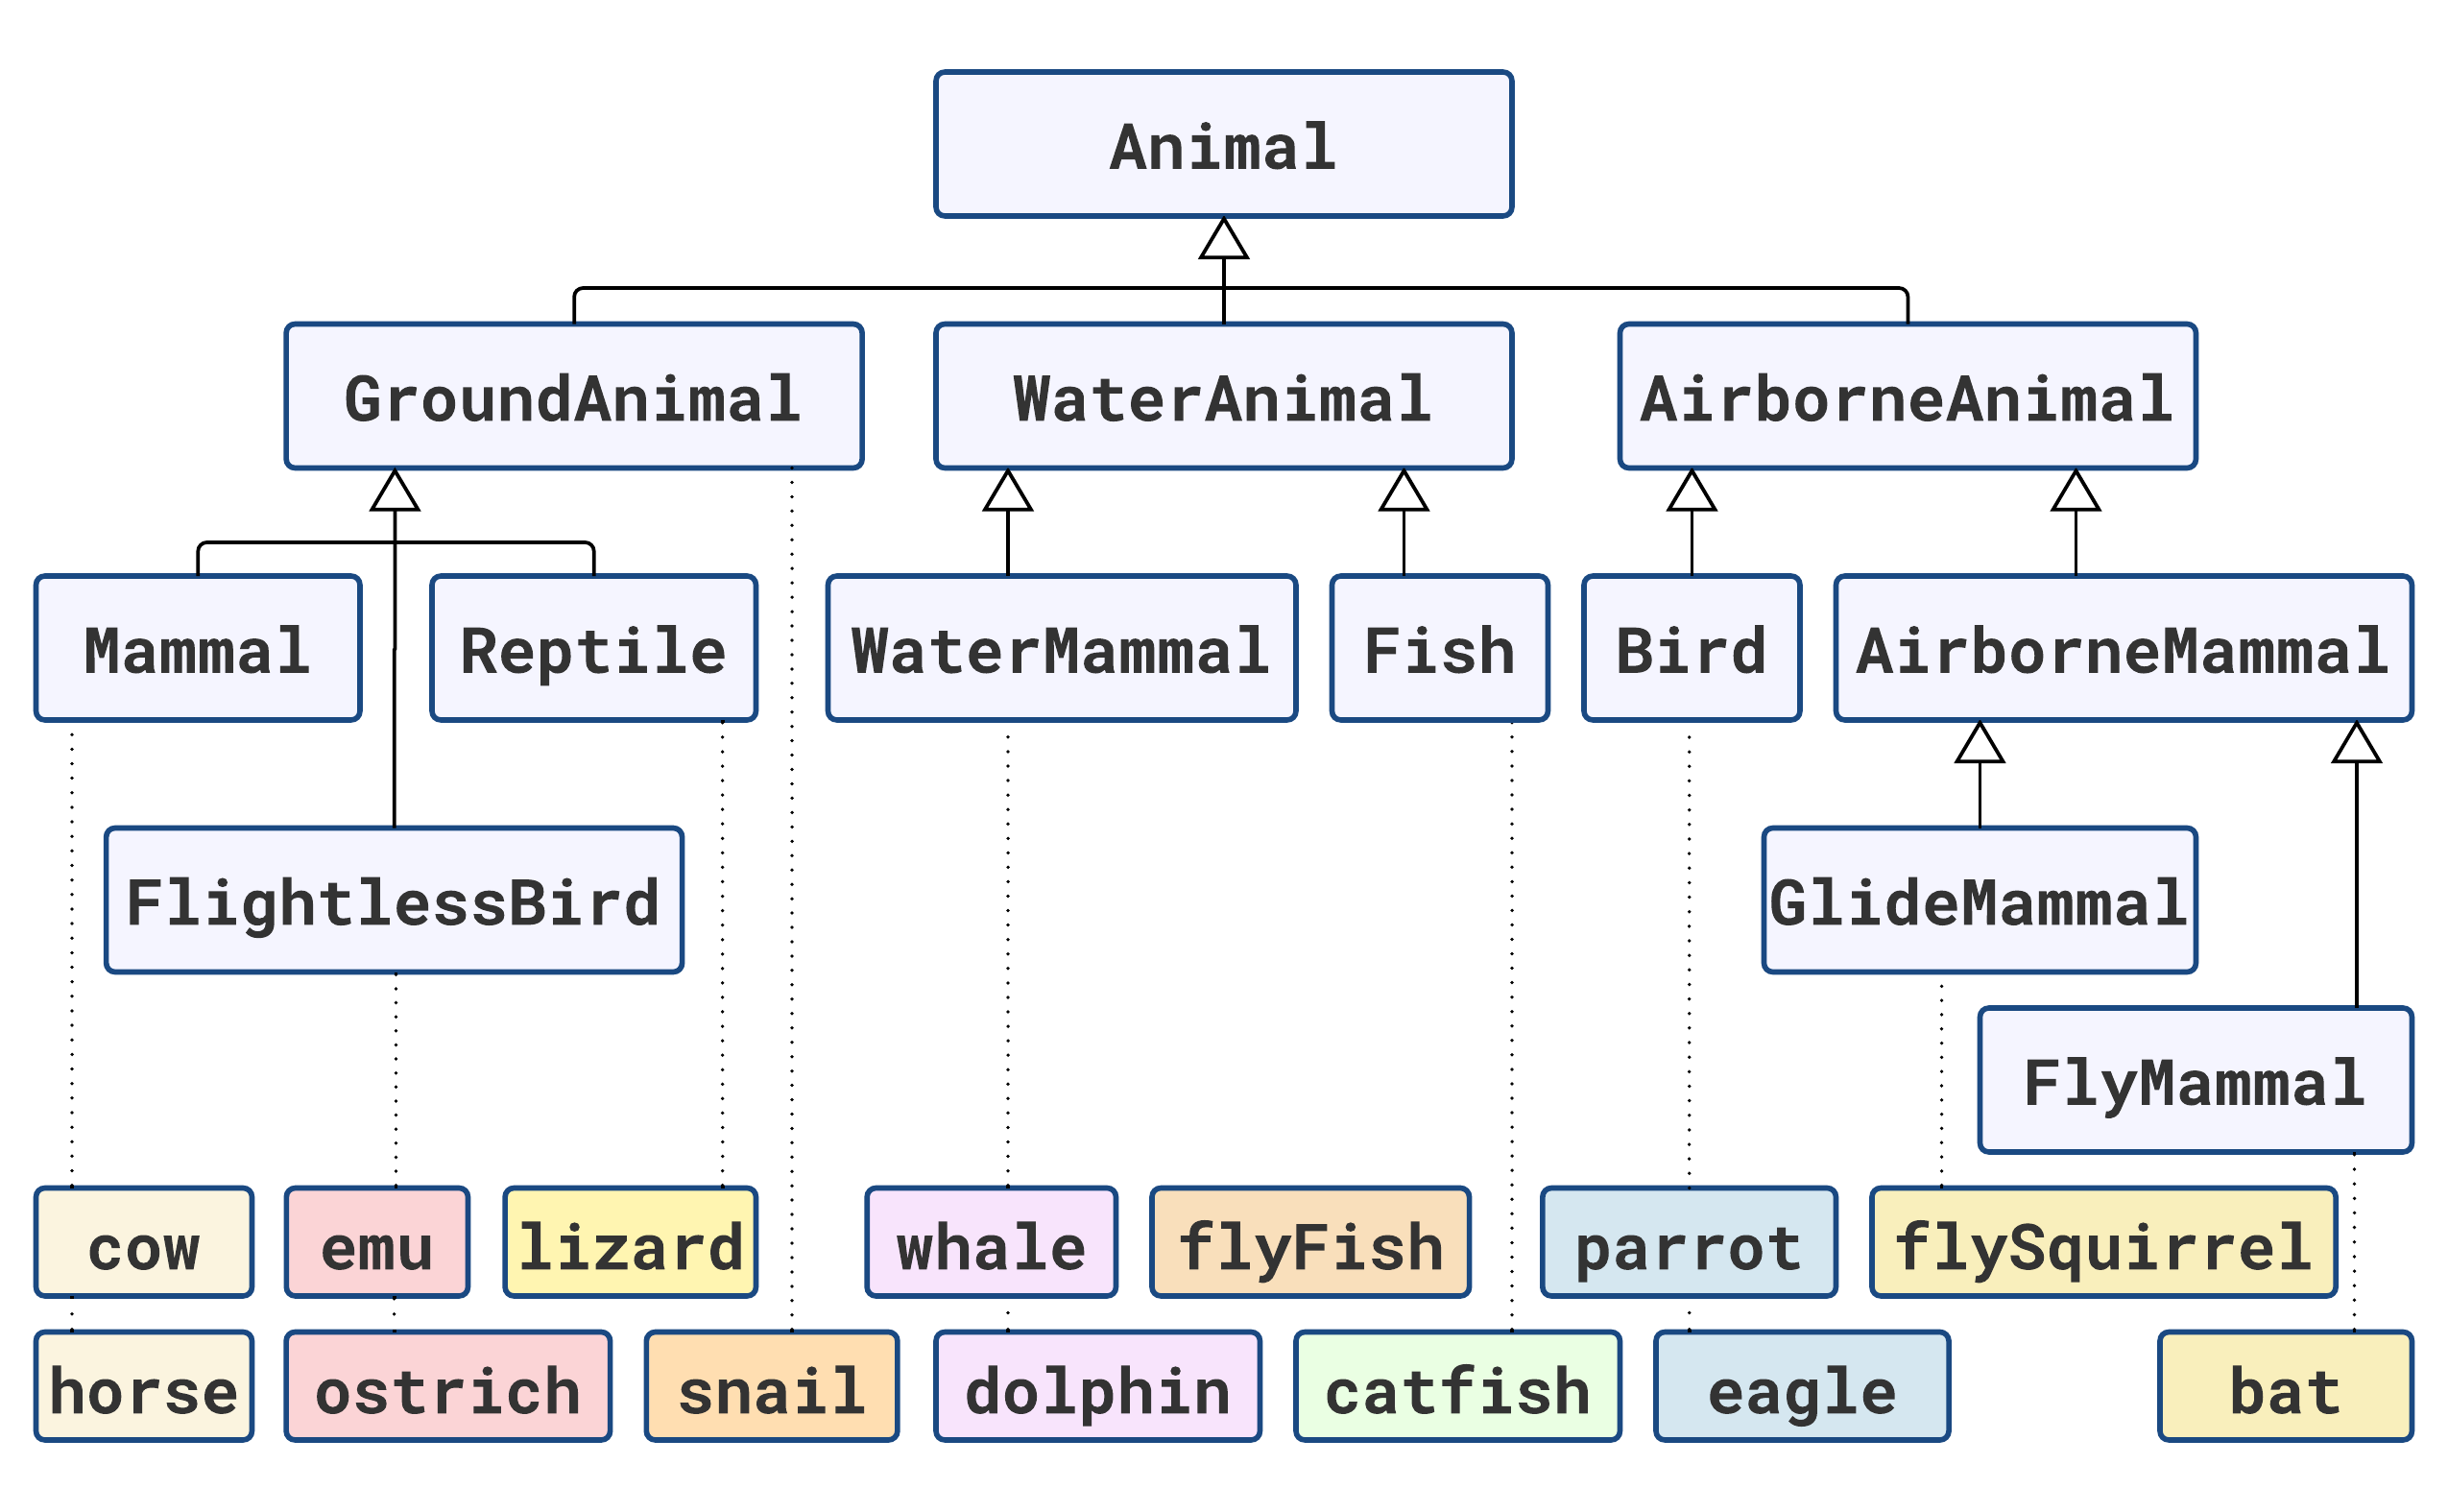 Animal
GroundAnimal
WaterAnimal
AirborneAnimal
Mammal
Reptile
WaterMammal
Fish
Bird
AirborneMammal
FlightlessBird
GlideMammal
FlyMammal
cow
emu
lizard
whale
flyFish
parrot
flySquirrel
horse
ostrich
snail
dolphin
catfish
eagle
bat